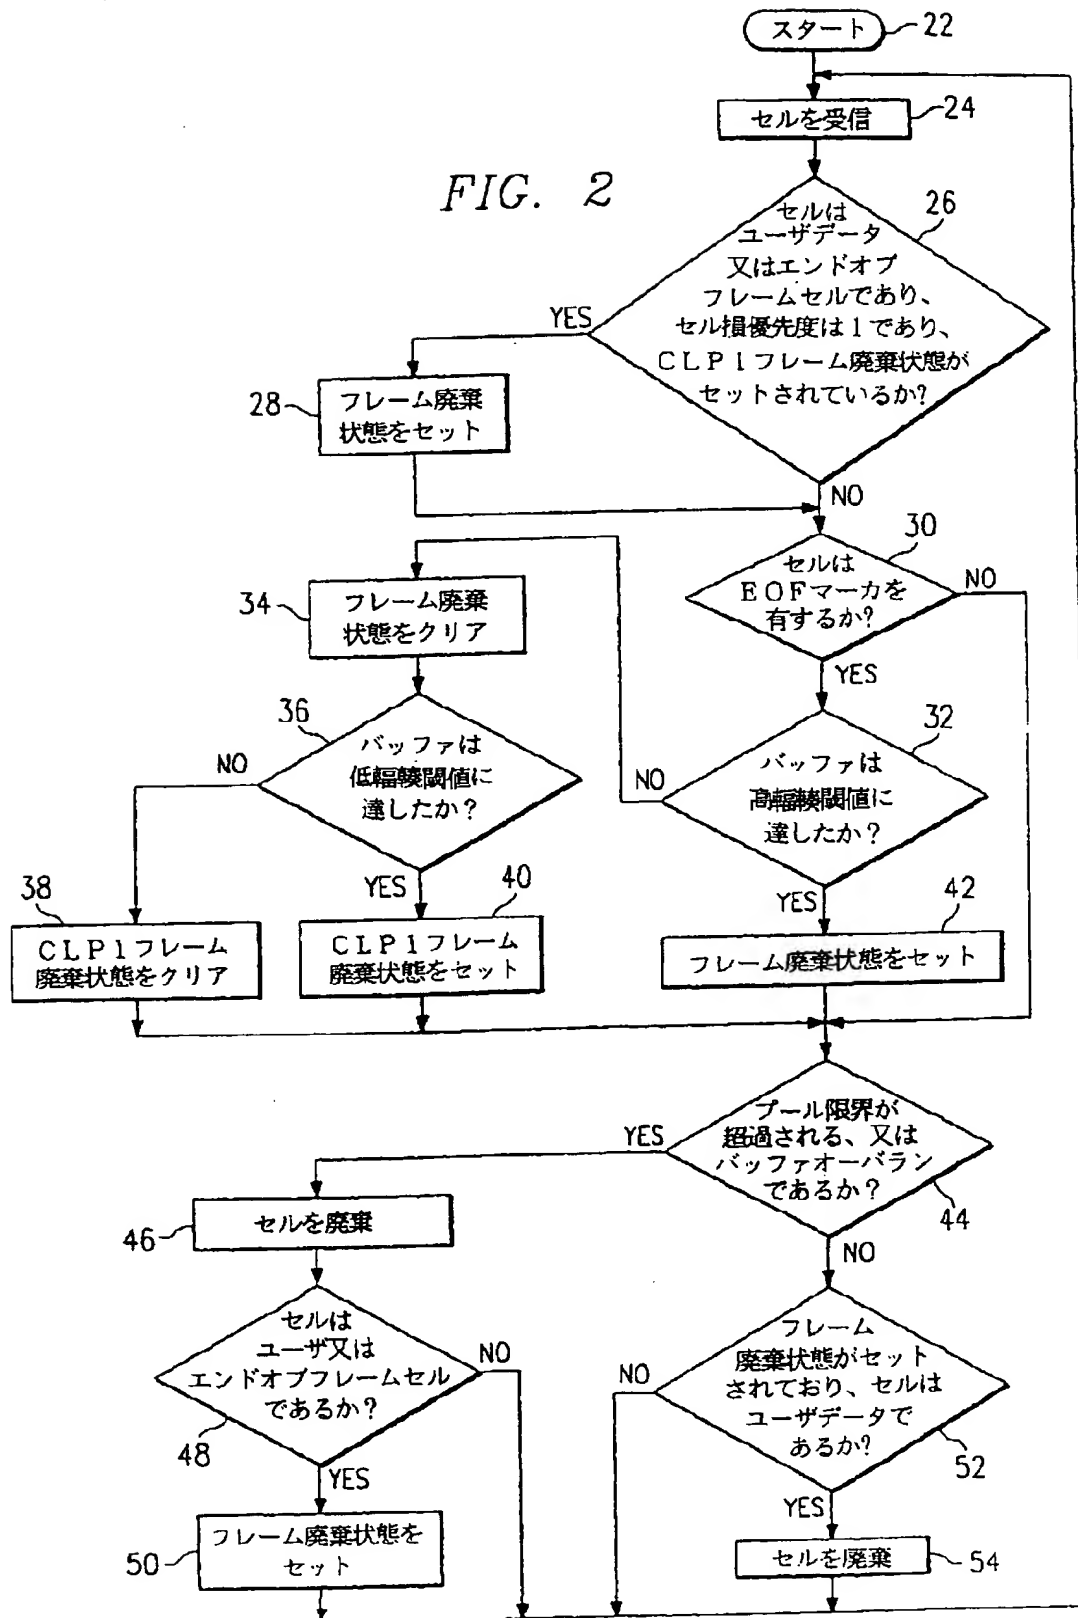 スタート
22
セルを受信
24
FIG. 2
セルは
ユーザデータ
又はエンドオブ
フレームセルであり、
セル損優先度は1であり、
CLP1フレーム廃棄状態が
セットされているか?
26
YES
NO
フレーム廃棄
状態をセット
28
セルは
EOFマーカを
有するか?
30
NO
YES
フレーム廃棄
状態をクリア
34
バッファは
高輻輳閾値に
達したか?
32
NO
YES
バッファは
低輻輳閾値に
達したか?
36
NO
YES
38
CLP1フレーム
廃棄状態をクリア
40
CLP1フレーム
廃棄状態をセット
42
フレーム廃棄状態をセット
プール限界が
超過される、又は
バッファオーバラン
であるか?
44
YES
NO
セルを廃棄
46
セルは
ユーザ又は
エンドオブフレームセル
であるか?
48
NO
YES
フレーム
廃棄状態がセット
されており、セルは
ユーザデータで
あるか?
52
NO
YES
フレーム廃棄状態を
セット
50
セルを廃棄
54